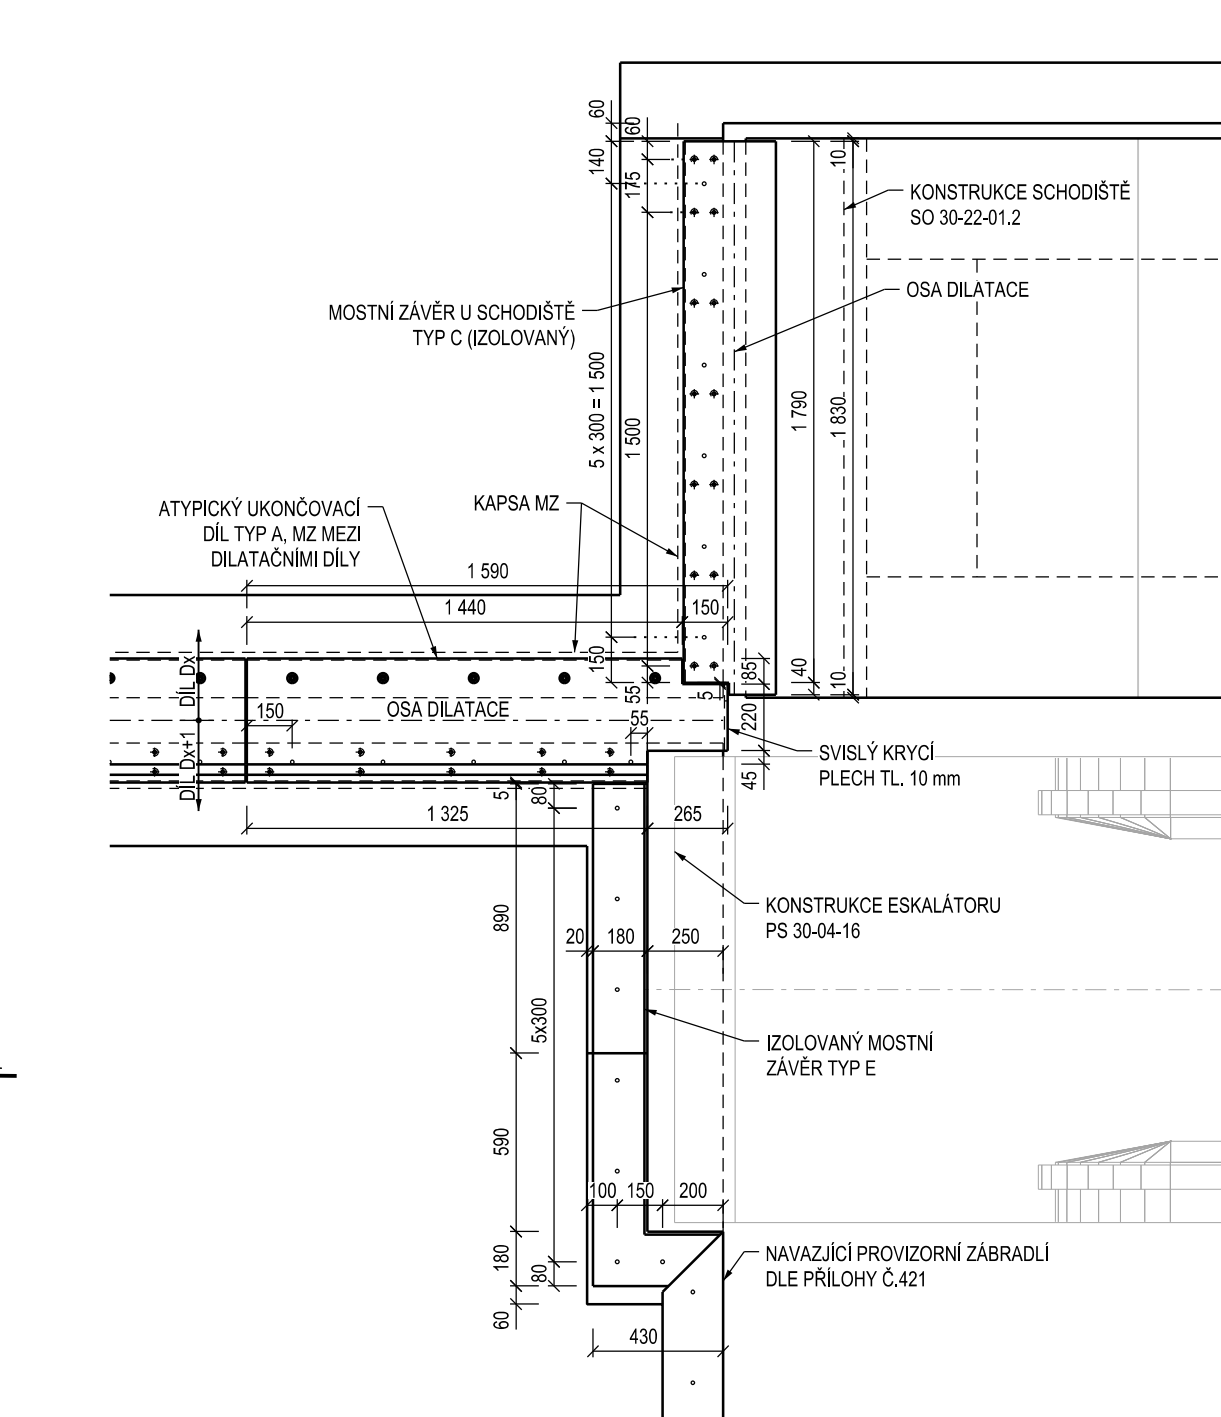 60
60
140
175
10
KONSTRUKCE SCHODIŠTĚ
SO 30-22-01.2
OSA DILATACE
MOSTNÍ ZÁVĚR U SCHODIŠTĚ
TYP C (IZOLOVANÝ)
5 x 300 = 1 500
1 500
1 790
1 830
ATYPICKÝ UKONČOVACÍ
DÍL TYP A, MZ MEZI
DILATAČNÍMI DÍLY
KAPSA MZ
1 590
1 440
150
150
85
40
10
DÍL Dx
55
5
150
OSA DILATACE
55
220
SVISLÝ KRYCÍ
PLECH TL. 10 mm
DÍL Dx+1
45
5
80
1 325
265
KONSTRUKCE ESKALÁTORU
PS 30-04-16
890
20
180
250
5x300
IZOLOVANÝ MOSTNÍ
ZÁVĚR TYP E
590
100
150
200
NAVAZJÍCÍ PROVIZORNÍ ZÁBRADLÍ
DLE PŘÍLOHY Č.421
180
80
60
430